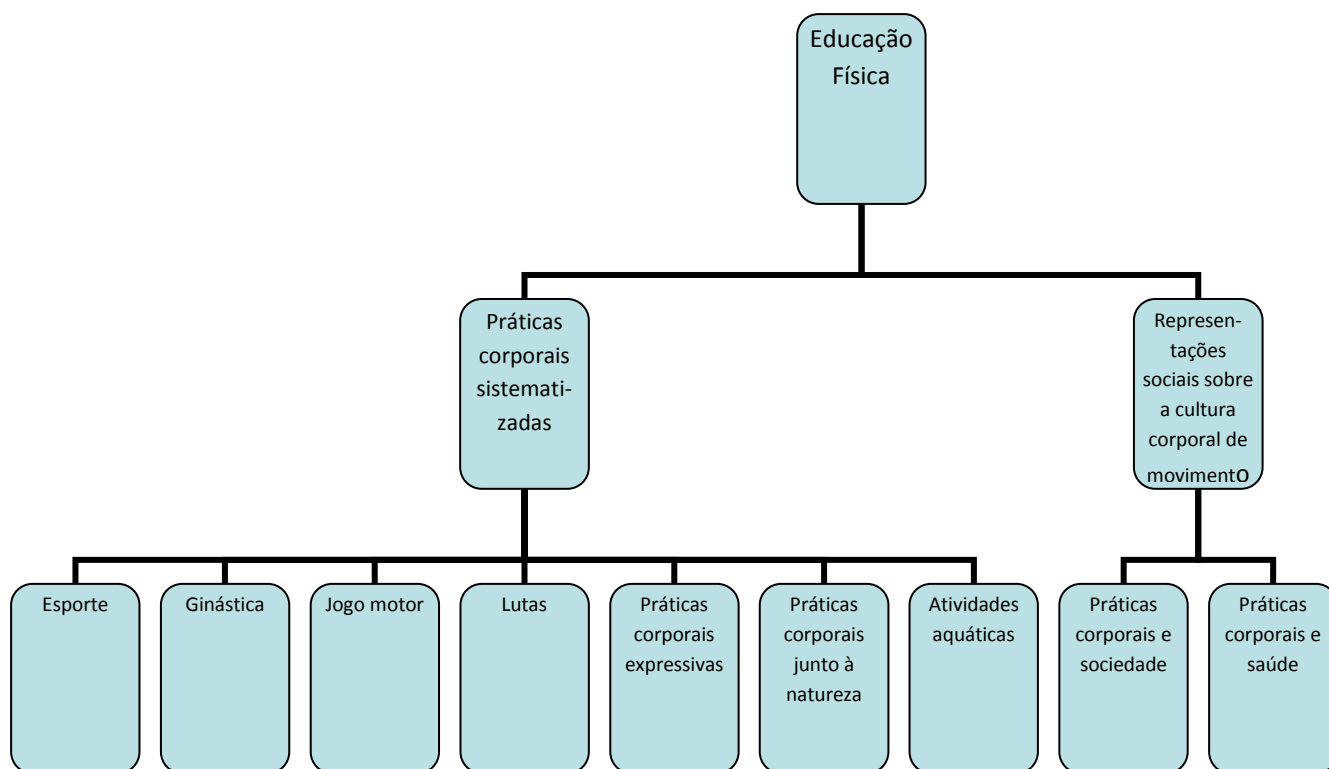 Educação
Física
Práticas
corporais
sistemati-
zadas
Represen-
tações
sociais sobre
a cultura
corporal de
movimento
Esporte
Ginástica
Jogo motor
Lutas
Práticas
corporais
expressivas
Práticas
corporais
junto à
natureza
Atividades
aquáticas
Práticas
corporais e
sociedade
Práticas
corporais e
saúde